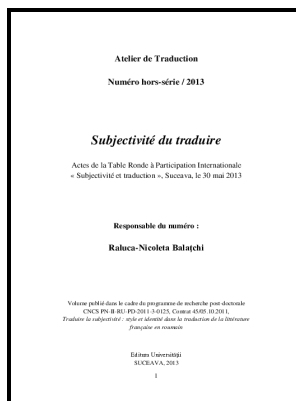 Atelier de Traduction
Numéro hors-série / 2013
Subjectivité du traduire
Actes de la Table Ronde à Participation Internationale
« Subjectivité et traduction », Suceava, le 30 mai 2013
Responsable du numéro :
Raluca-Nicoleta Balaţchi
Volume publié dans le cadre du programme de recherche post-doctorale
CNCS PN-II-RU-PD-2011-3-0125, Contrat 45/05.10.2011,
Traduire la subjectivité : style et identité dans la traduction de la littérature
française en roumain
Editura Universităţii
SUCEAVA, 2013
1